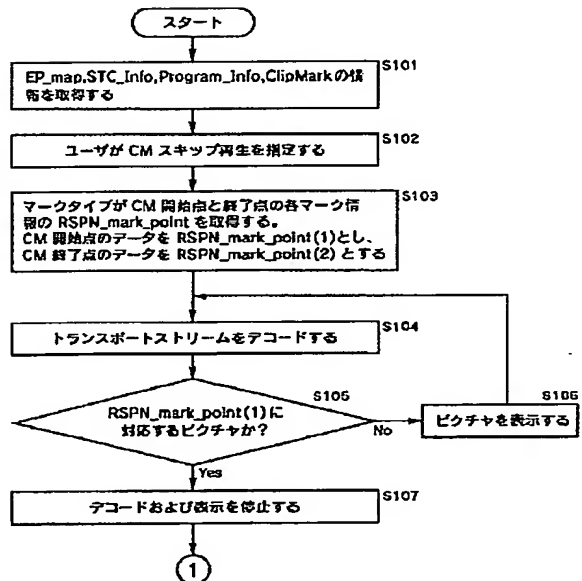 スタート
S101
EP_map,STC_Info,Program_Info,ClipMarkの情
報を取得する
S102
ユーザが CM スキップ再生を指定する
S103
マークタイプが CM 開始点と終了点の各マーク情
報の RSPN_mark_point を取得する。
CM 開始点のデータを RSPN_mark_point(1)とし、
CM 終了点のデータを RSPN_mark_point(2) とする
S104
トランスポートストリームをデコードする
S105
RSPN_mark_point(1)に
対応するピクチャか？
No
S106
ピクチャを表示する
Yes
S107
デコードおよび表示を停止する
1